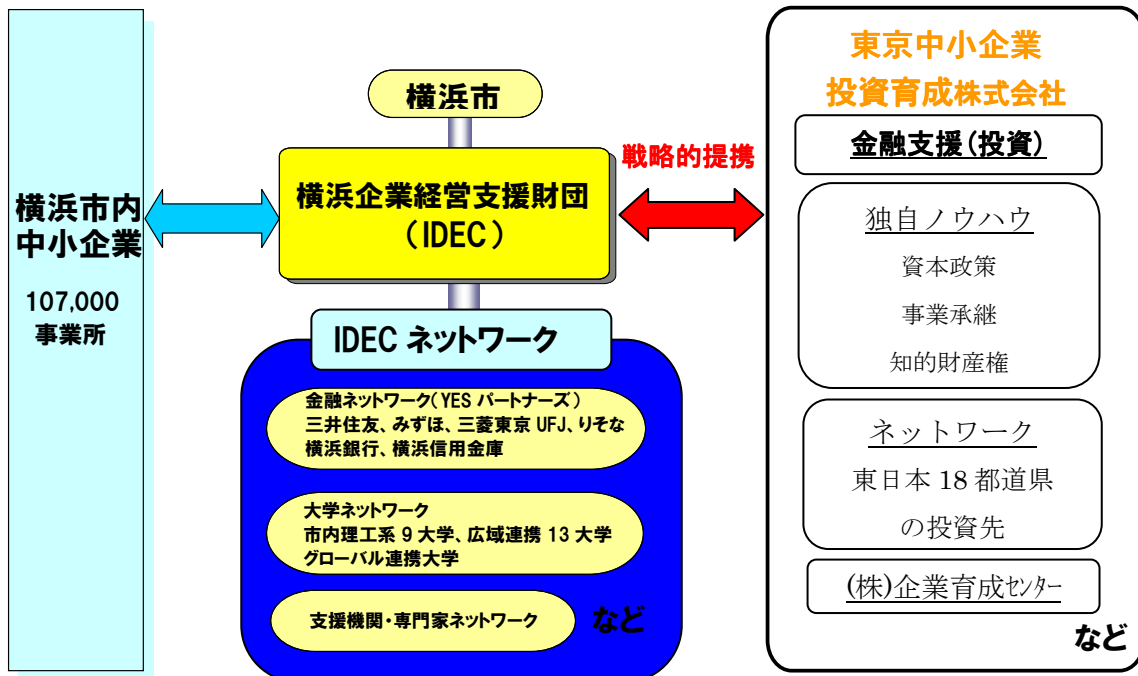 横浜市内
中小企業
107,000
事業所
横浜市
横浜企業経営支援財団
（IDEC）
戦略的提携
IDEC ネットワーク
金融ネットワーク（YES パートナーズ）
三井住友、みずほ、三菱東京 UFJ、りそな
横浜銀行、横浜信用金庫
大学ネットワーク
市内理工系 9 大学、広域連携 13 大学
グローバル連携大学
支援機関・専門家ネットワーク
など
東京中小企業
投資育成株式会社
金融支援（投資）
独自ノウハウ
資本政策
事業承継
知的財産権
ネットワーク
東日本 18 都道県
の投資先
(株)企業育成ｾﾝﾀｰ
など